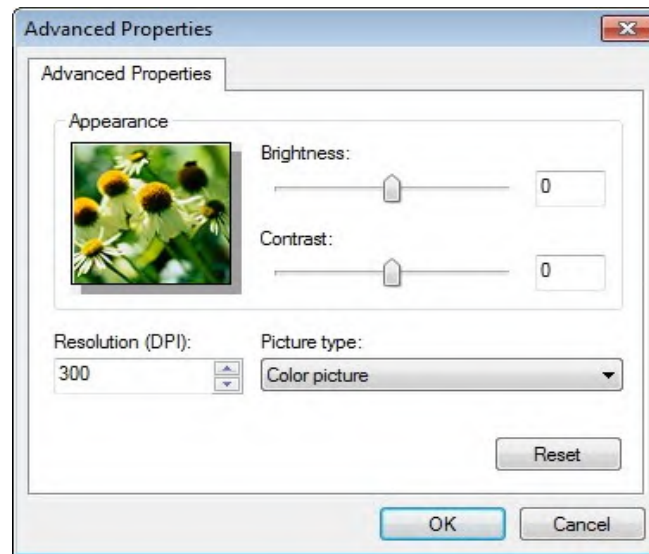 Advanced Properties
Advanced Properties
Appearance
Brightness:
0
Contrast:
0
Resolution (DPI):
300
Picture type:
Color picture
Reset
OK
Cancel